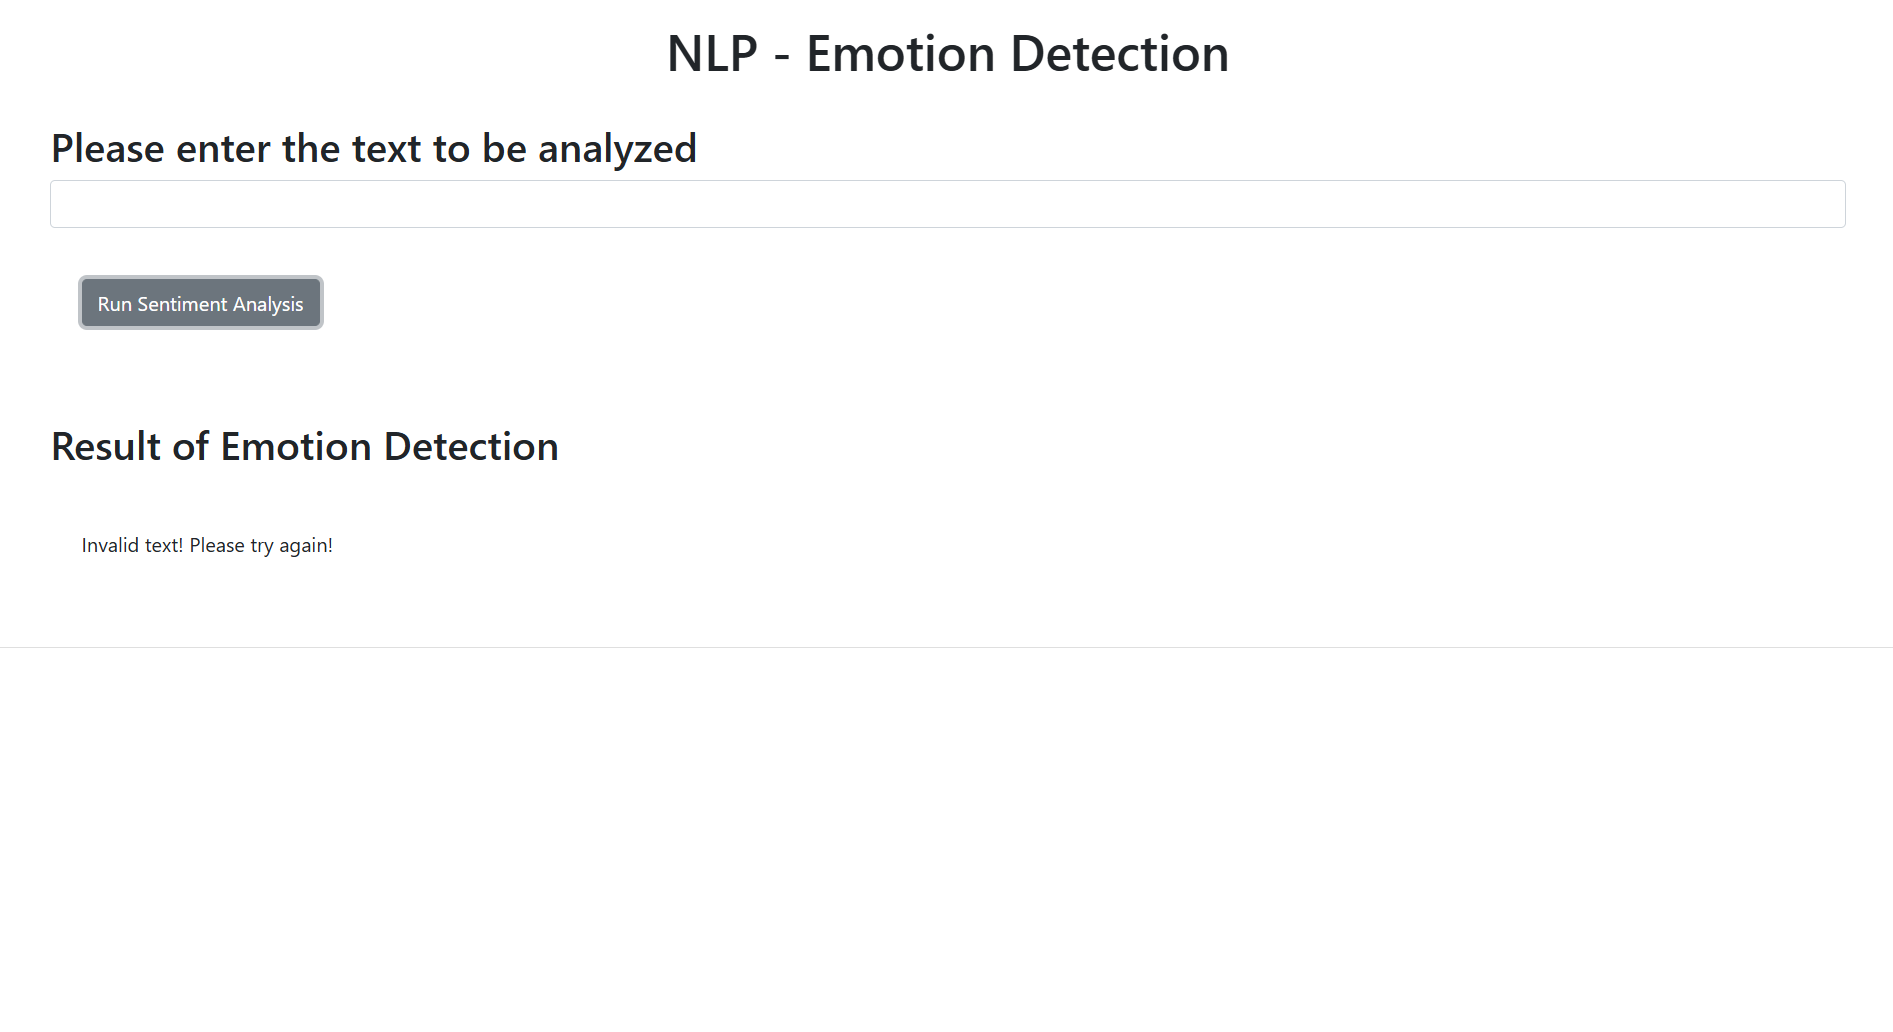 NLP - Emotion Detection
Please enter the text to be analyzed
Run Sentiment Analysis
Result of Emotion Detection
Invalid text! Please try again!